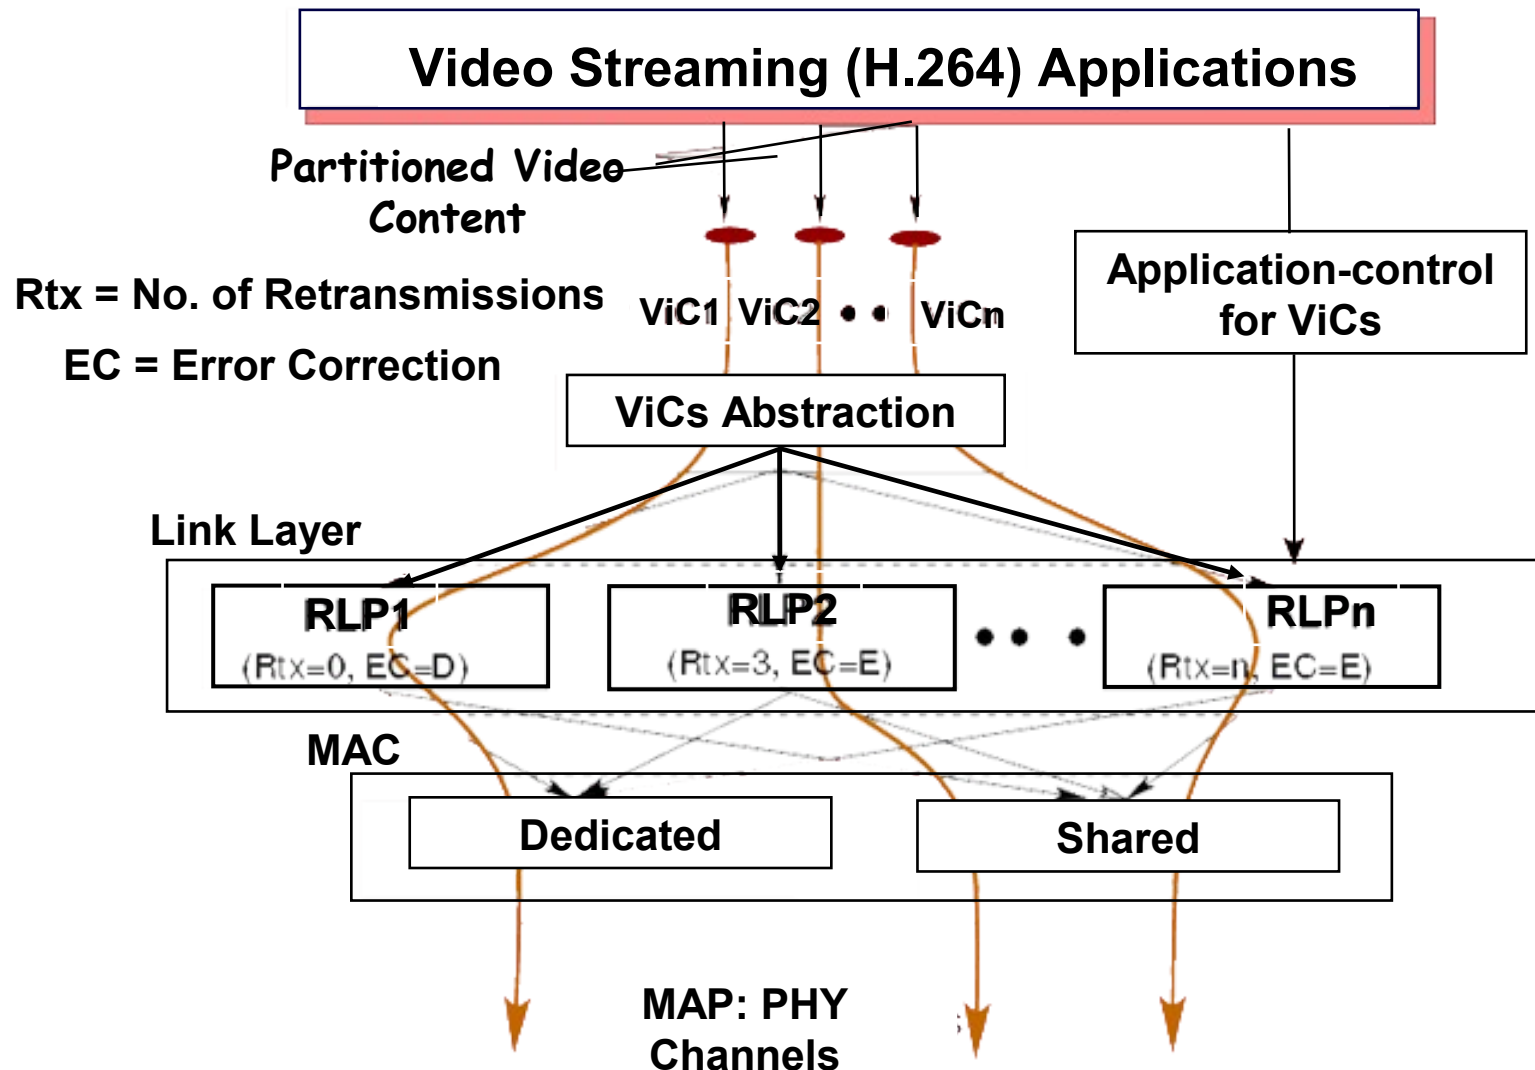 Video Streaming (H.264) Applications
Partitioned Video
Content
Rtx = No. of Retransmissions
EC = Error Correction
ViC1 ViC2 •• ViCn
Application-control
for ViCs
ViCs Abstraction
Link Layer
RLP1
(Rtx=0, EC=D)
RLP2
(Rtx=3, EC=E)
•• •
RLPn
(Rtx=n, EC=E)
MAC
Dedicated
Shared
MAP: PHY
Channels